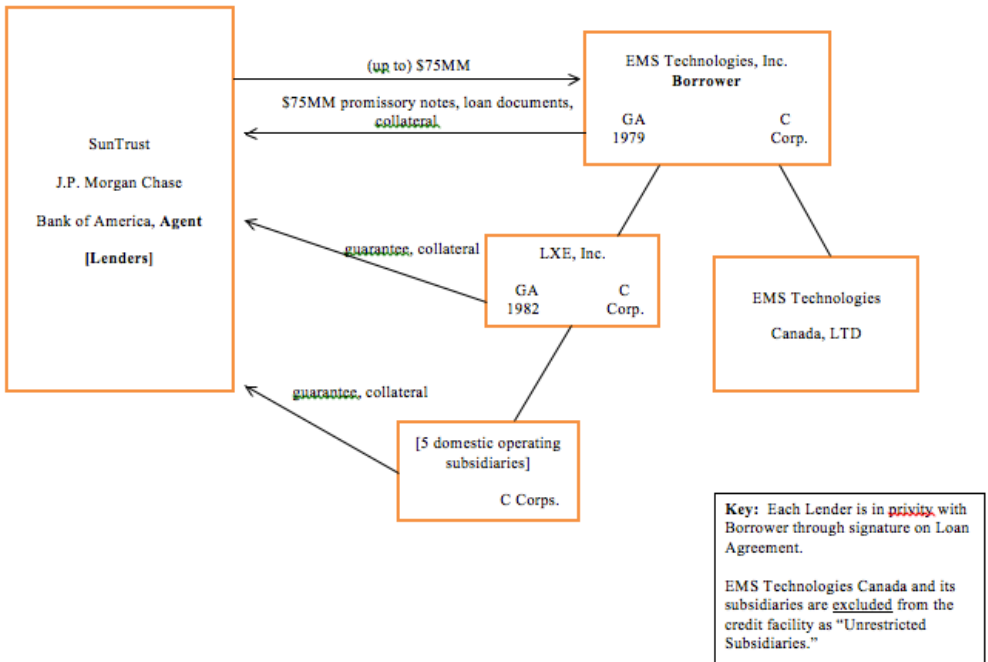 SunTrust
J.P. Morgan Chase
Bank of America, Agent
[Lenders]
(up to) $75MM
$75MM promissory notes, loan documents,
collateral
EMS Technologies, Inc.
Borrower
GA C
1979 Corp.
guarantee, collateral
LXE, Inc.
GA C
1982 Corp.
EMS Technologies
Canada, LTD
guarantee, collateral
[5 domestic operating
subsidiaries]
C Corps.
Key: Each Lender is in privity with
Borrower through signature on Loan
Agreement.
EMS Technologies Canada and its
subsidiaries are excluded from the
credit facility as “Unrestricted
Subsidiaries.”